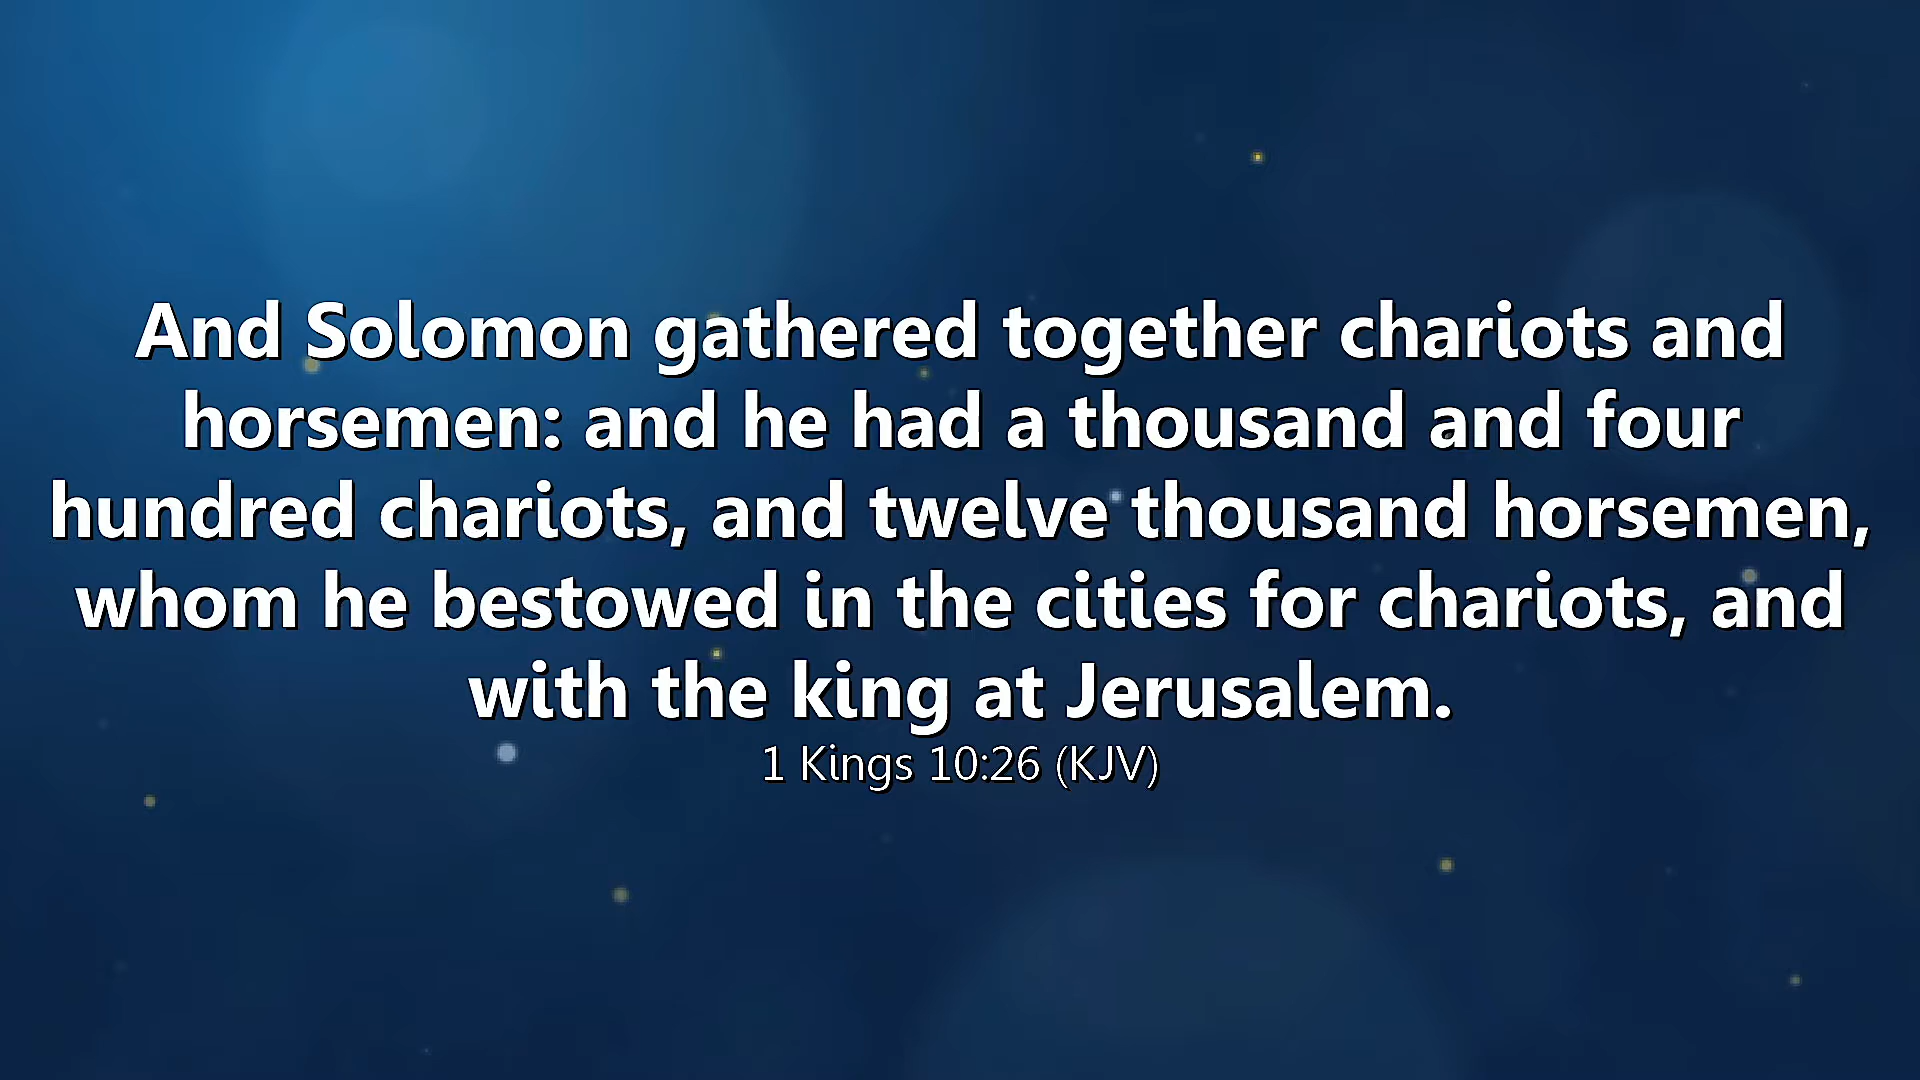 And Solomon gathered together chariots and
horsemen: and he had a thousand and four
hundred chariots, and twelve thousand horsemen,
whom he bestowed in the cities for chariots, and
with the king at Jerusalem.
1 Kings 10:26 (KJV)